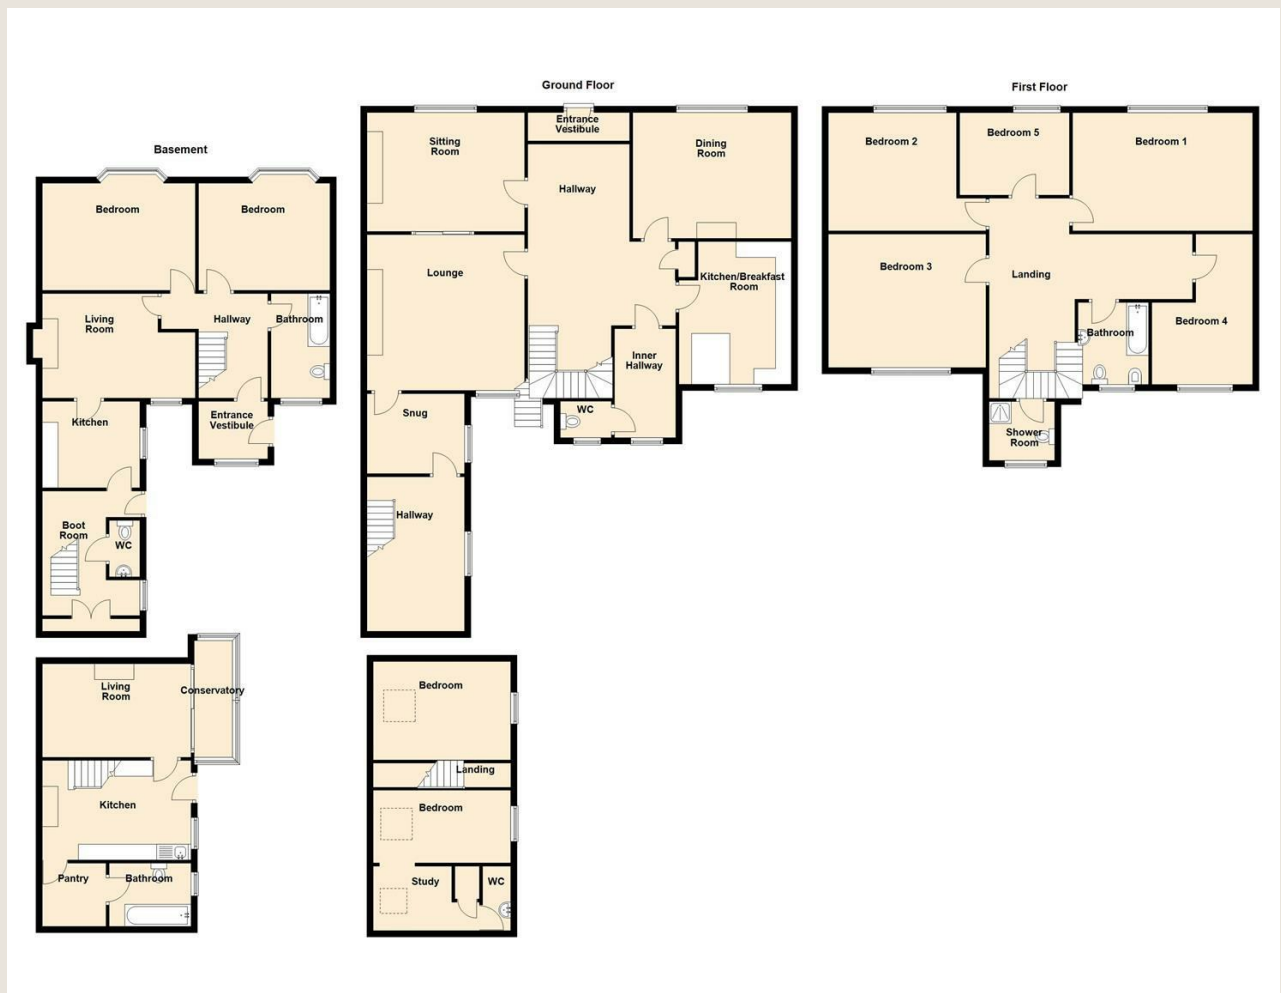 Basement
Bedroom
Bedroom
Living
Room
Hallway
Bathroom
Kitchen
Entrance
Vestibule
Boot
Room
WC
Living
Room
Conservatory
Kitchen
Pantry
Bathroom
Ground Floor
Sitting
Room
Entrance
Vestibule
Dining
Room
Hallway
Lounge
Kitchen/Breakfast
Room
Inner
Hallway
WC
Snug
Hallway
Bedroom
Landing
Bedroom
Study
WC
First Floor
Bedroom 2
Bedroom 5
Bedroom 1
Bedroom 3
Landing
Bathroom
Bedroom 4
Shower
Room